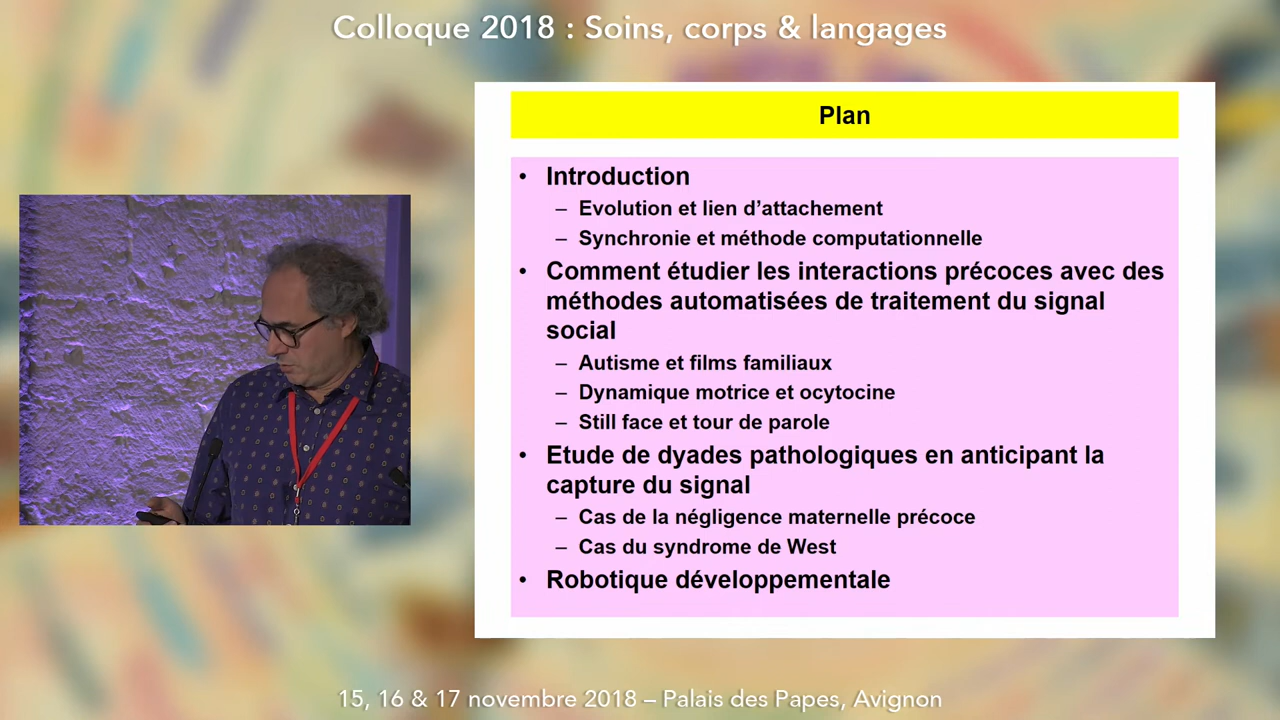 Colloque 2018 : Soins, corps & langages
Plan
• Introduction
– Evolution et lien d’attachement
– Synchronie et méthode computationnelle
• Comment étudier les interactions précoces avec des
méthodes automatisées de traitement du signal
social
– Autisme et films familiaux
– Dynamique motrice et ocytocine
– Still face et tour de parole
• Etude de dyades pathologiques en anticipant la
capture du signal
– Cas de la négligence maternelle précoce
– Cas du syndrome de West
• Robotique développementale
15, 16 & 17 novembre 2018 – Palais des Papes, Avignon